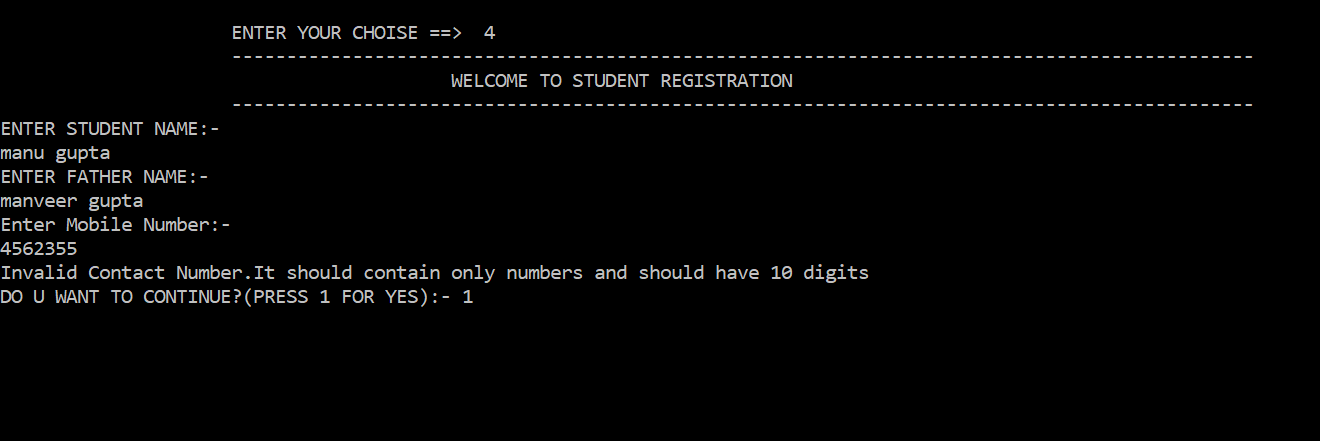 ENTER YOUR CHOISE ==>  4
---------------------------------------------------------------------------------------------
WELCOME TO STUDENT REGISTRATION
---------------------------------------------------------------------------------------------
ENTER STUDENT NAME:-
manu gupta
ENTER FATHER NAME:-
manveer gupta
Enter Mobile Number:-
4562355
Invalid Contact Number.It should contain only numbers and should have 10 digits
DO U WANT TO CONTINUE?(PRESS 1 FOR YES):- 1